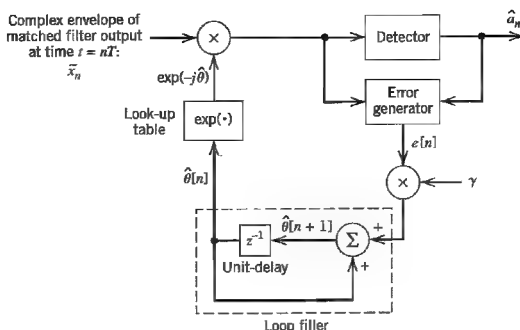 Complex envelope of
matched filter output
at time t = nT:
x̃ₙ
×
Detector
âₙ
exp(−jθ̂)
Error
generator
Look-up
table
exp(·)
e[n]
θ̂[n]
×
γ
θ̂[n + 1]
+
z⁻¹
Σ
+
Unit-delay
Loop filler